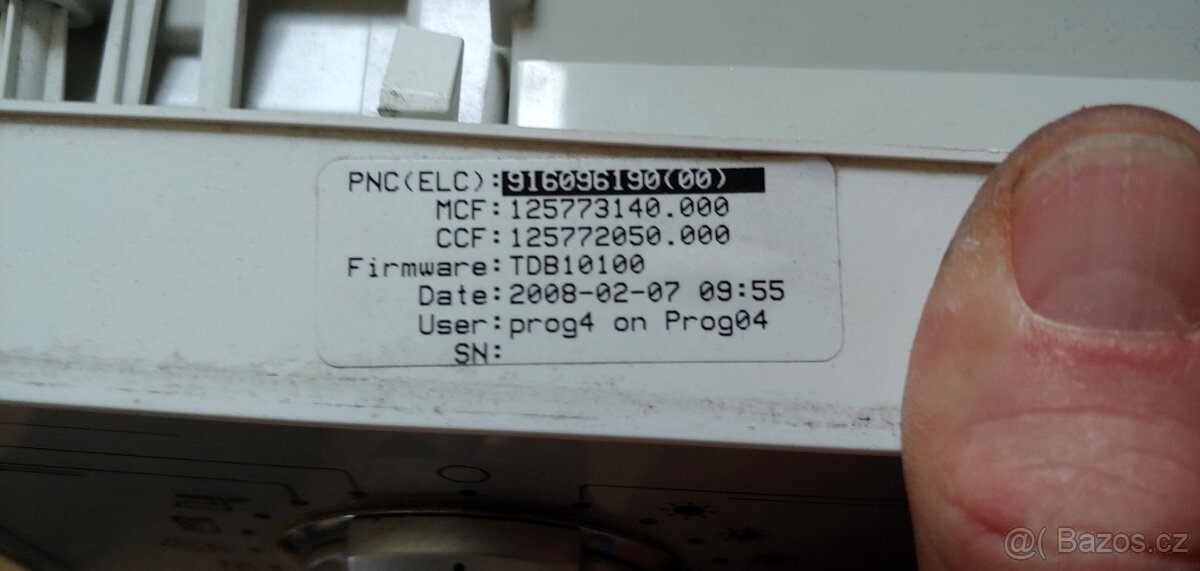 PNC(ELC):916096190(00)
MCF:125773140.000
CCF:125772050.000
Firmware:TDB10100
Date:2008-02-07 09:55
User:prog4 on Prog04
SN:
@( Bazos.cz